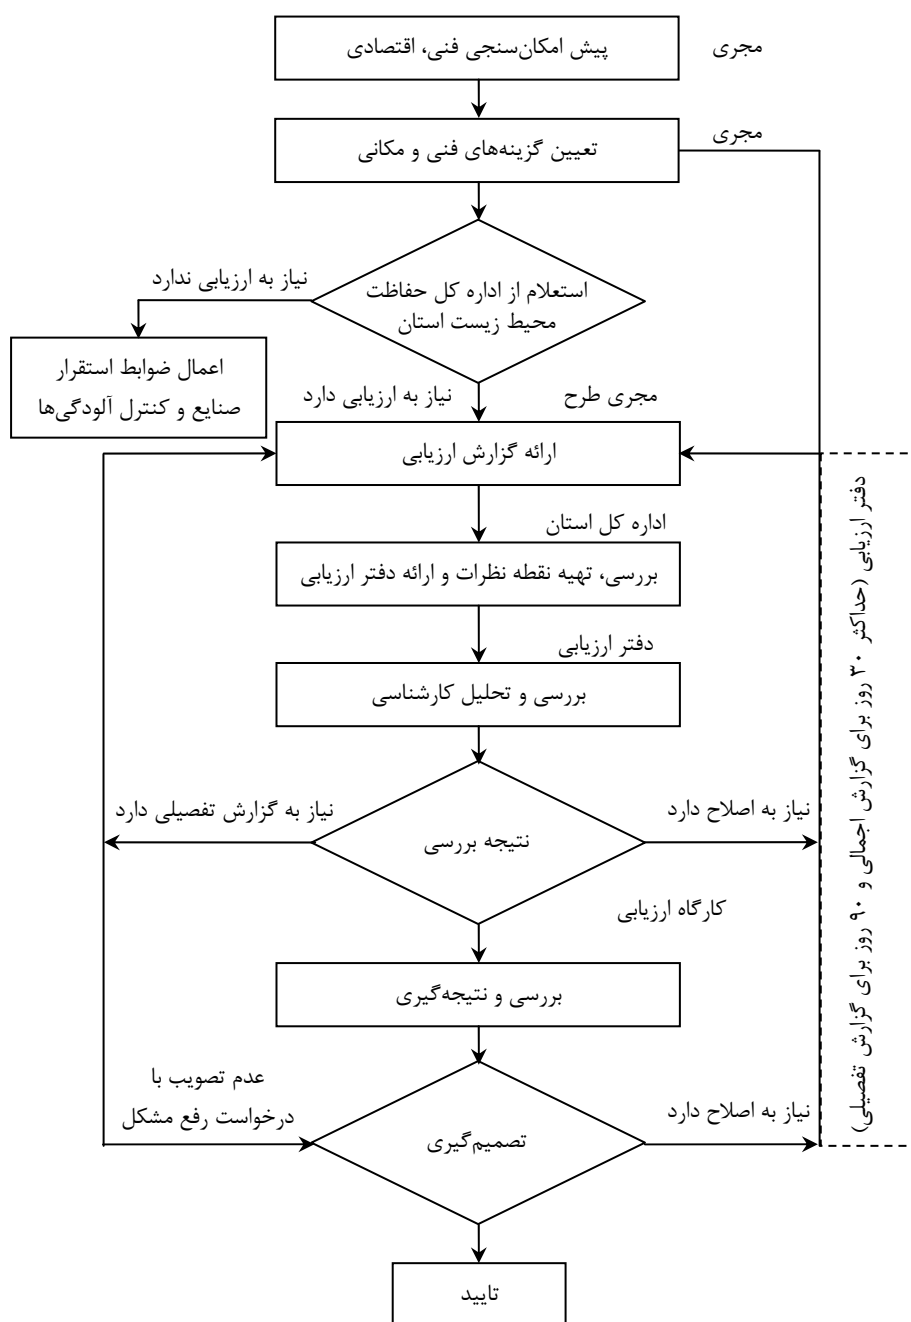 پیش امکان‌سنجی فنی، اقتصادی
مجری
تعیین گزینه‌های فنی و مکانی
مجری
استعلام از اداره کل حفاظت
محیط زیست استان
نیاز به ارزیابی ندارد
اعمال ضوابط استقرار
صنایع و کنترل آلودگی‌ها
مجری طرح
نیاز به ارزیابی دارد
ارائه گزارش ارزیابی
اداره کل استان
بررسی، تهیه نقطه نظرات و ارائه دفتر ارزیابی
دفتر ارزیابی
بررسی و تحلیل کارشناسی
نیاز به اصلاح دارد
نتیجه بررسی
نیاز به گزارش تفصیلی دارد
کارگاه ارزیابی
بررسی و نتیجه‌گیری
نیاز به اصلاح دارد
تصمیم‌گیری
عدم تصویب با
درخواست رفع مشکل
تایید
دفتر ارزیابی (حداکثر ۳۰ روز برای گزارش اجمالی و ۹۰ روز برای گزارش تفصیلی)